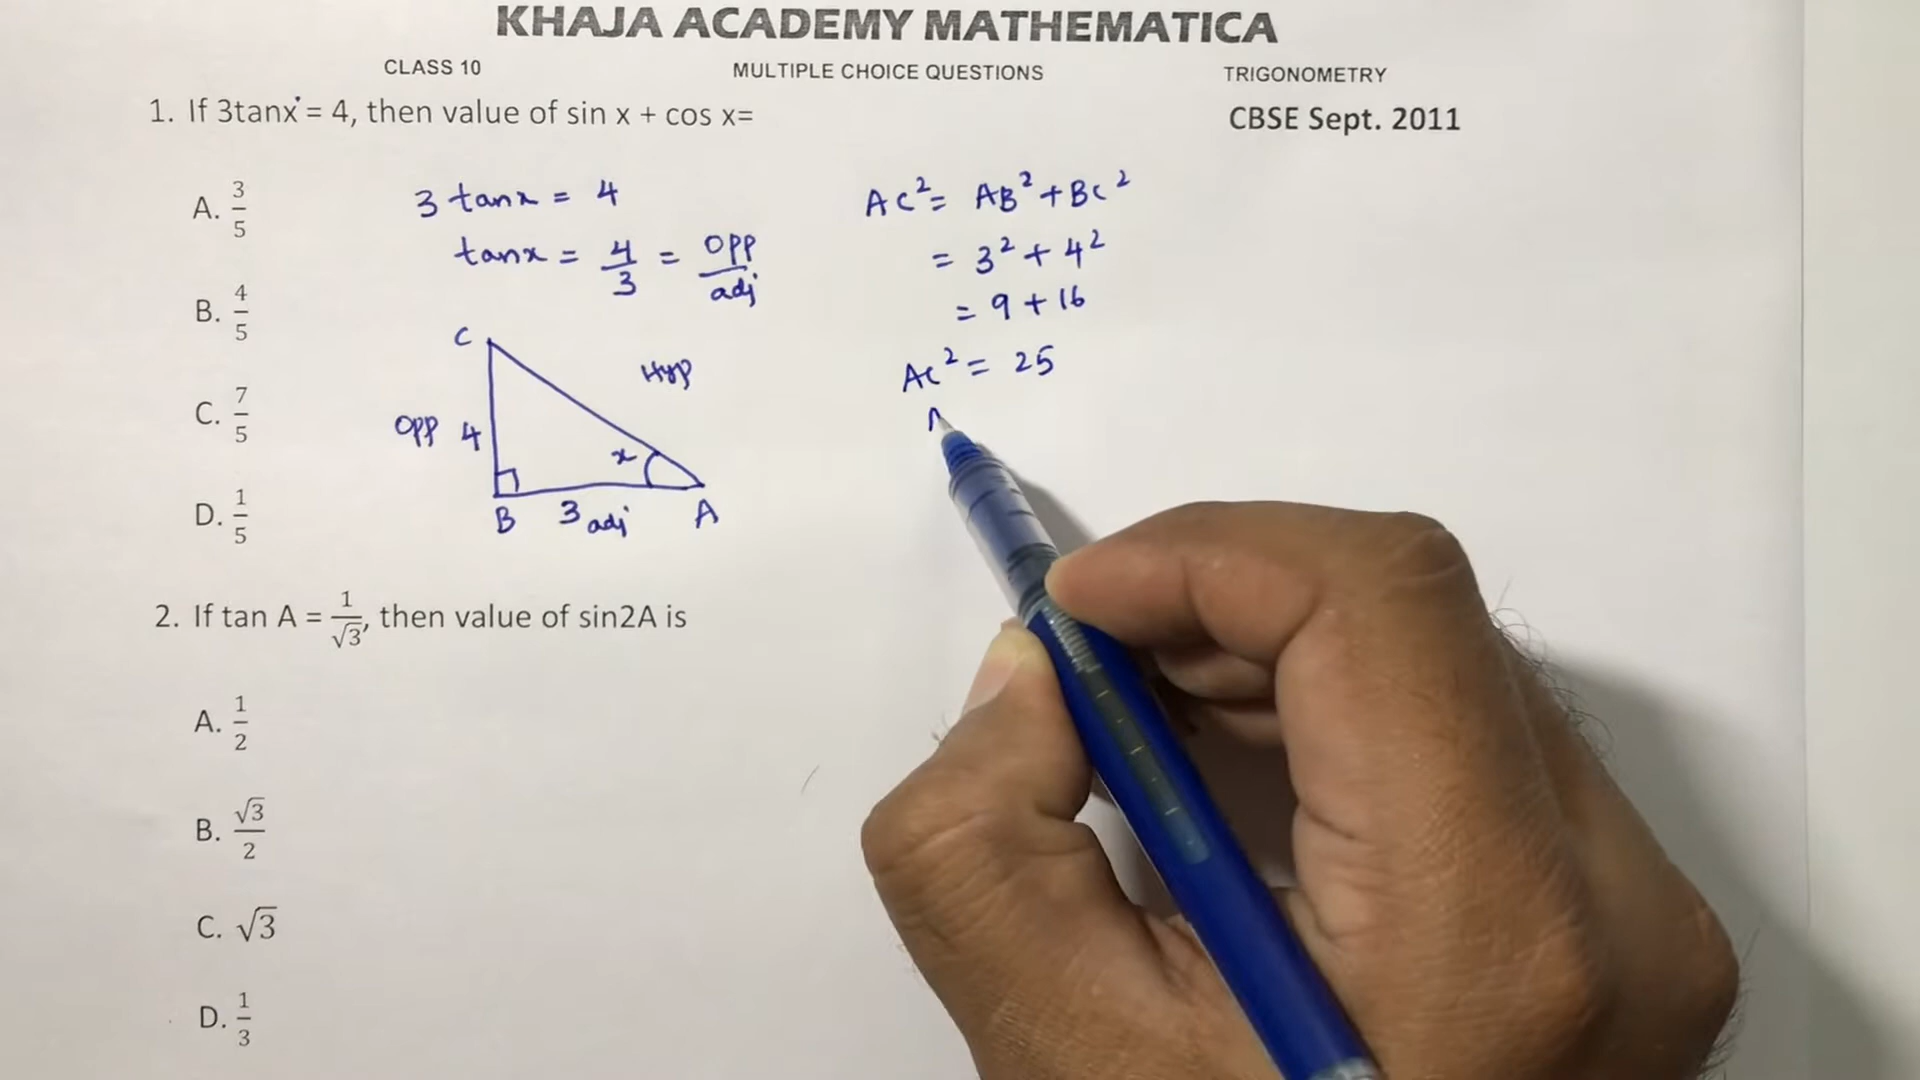 KHAJA ACADEMY MATHEMATICA
CLASS 10 MULTIPLE CHOICE QUESTIONS TRIGONOMETRY
1. If 3tanx = 4, then value of sin x + cos x=
CBSE Sept. 2011
A. 3/5
B. 4/5
C. 7/5
D. 1/5
3 tanx = 4
tanx = 4/3 = opp/adj
C
Hyp
opp 4
x
B 3 adj A
AC² = AB² + BC²
= 3² + 4²
= 9 + 16
AC² = 25
2. If tan A = 1/√3, then value of sin2A is
A. 1/2
B. √3/2
C. √3
D. 1/3